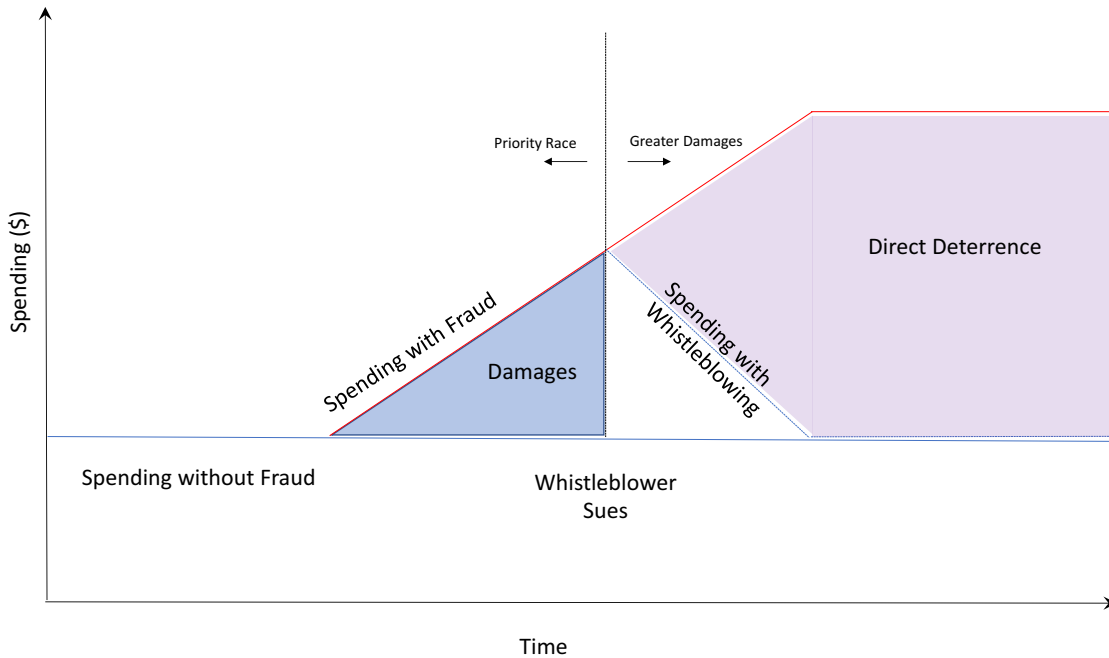 Priority Race
Greater Damages
Spending ($)
Direct Deterrence
Spending with Fraud
Spending with
Whistleblowing
Damages
Spending without Fraud
Whistleblower
Sues
Time